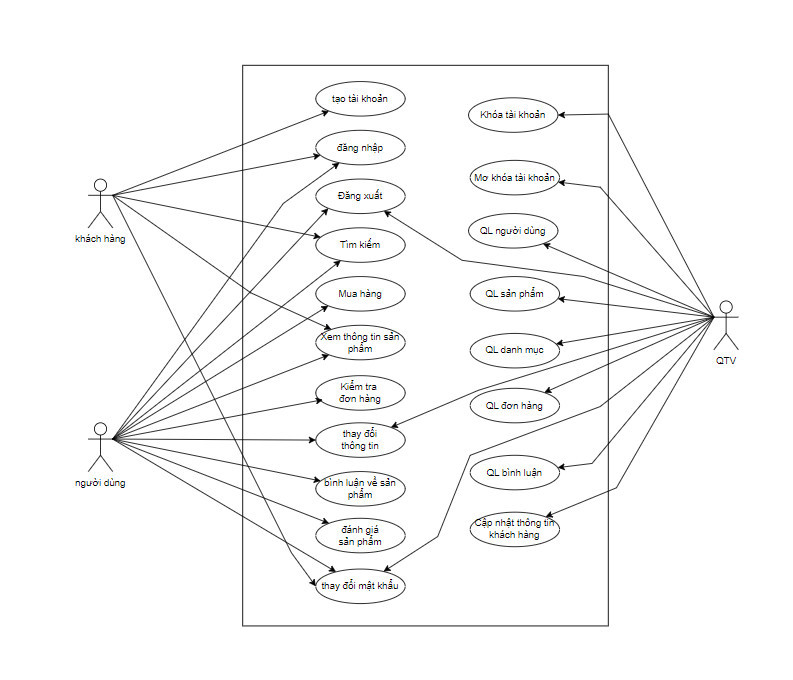 tạo tài khoản
đăng nhập
Đăng xuất
Tìm kiếm
Mua hàng
Xem thông tin sản
phẩm
Kiểm tra
đơn hàng
thay đổi
thông tin
bình luận về sản
phẩm
đánh giá
sản phẩm
thay đổi mật khẩu
Khóa tài khoản
Mơ khóa tài khoản
QL người dùng
QL sản phẩm
QL danh mục
QL đơn hàng
QL bình luận
Cập nhật thông tin
khách hàng
khách hàng
người dùng
QTV